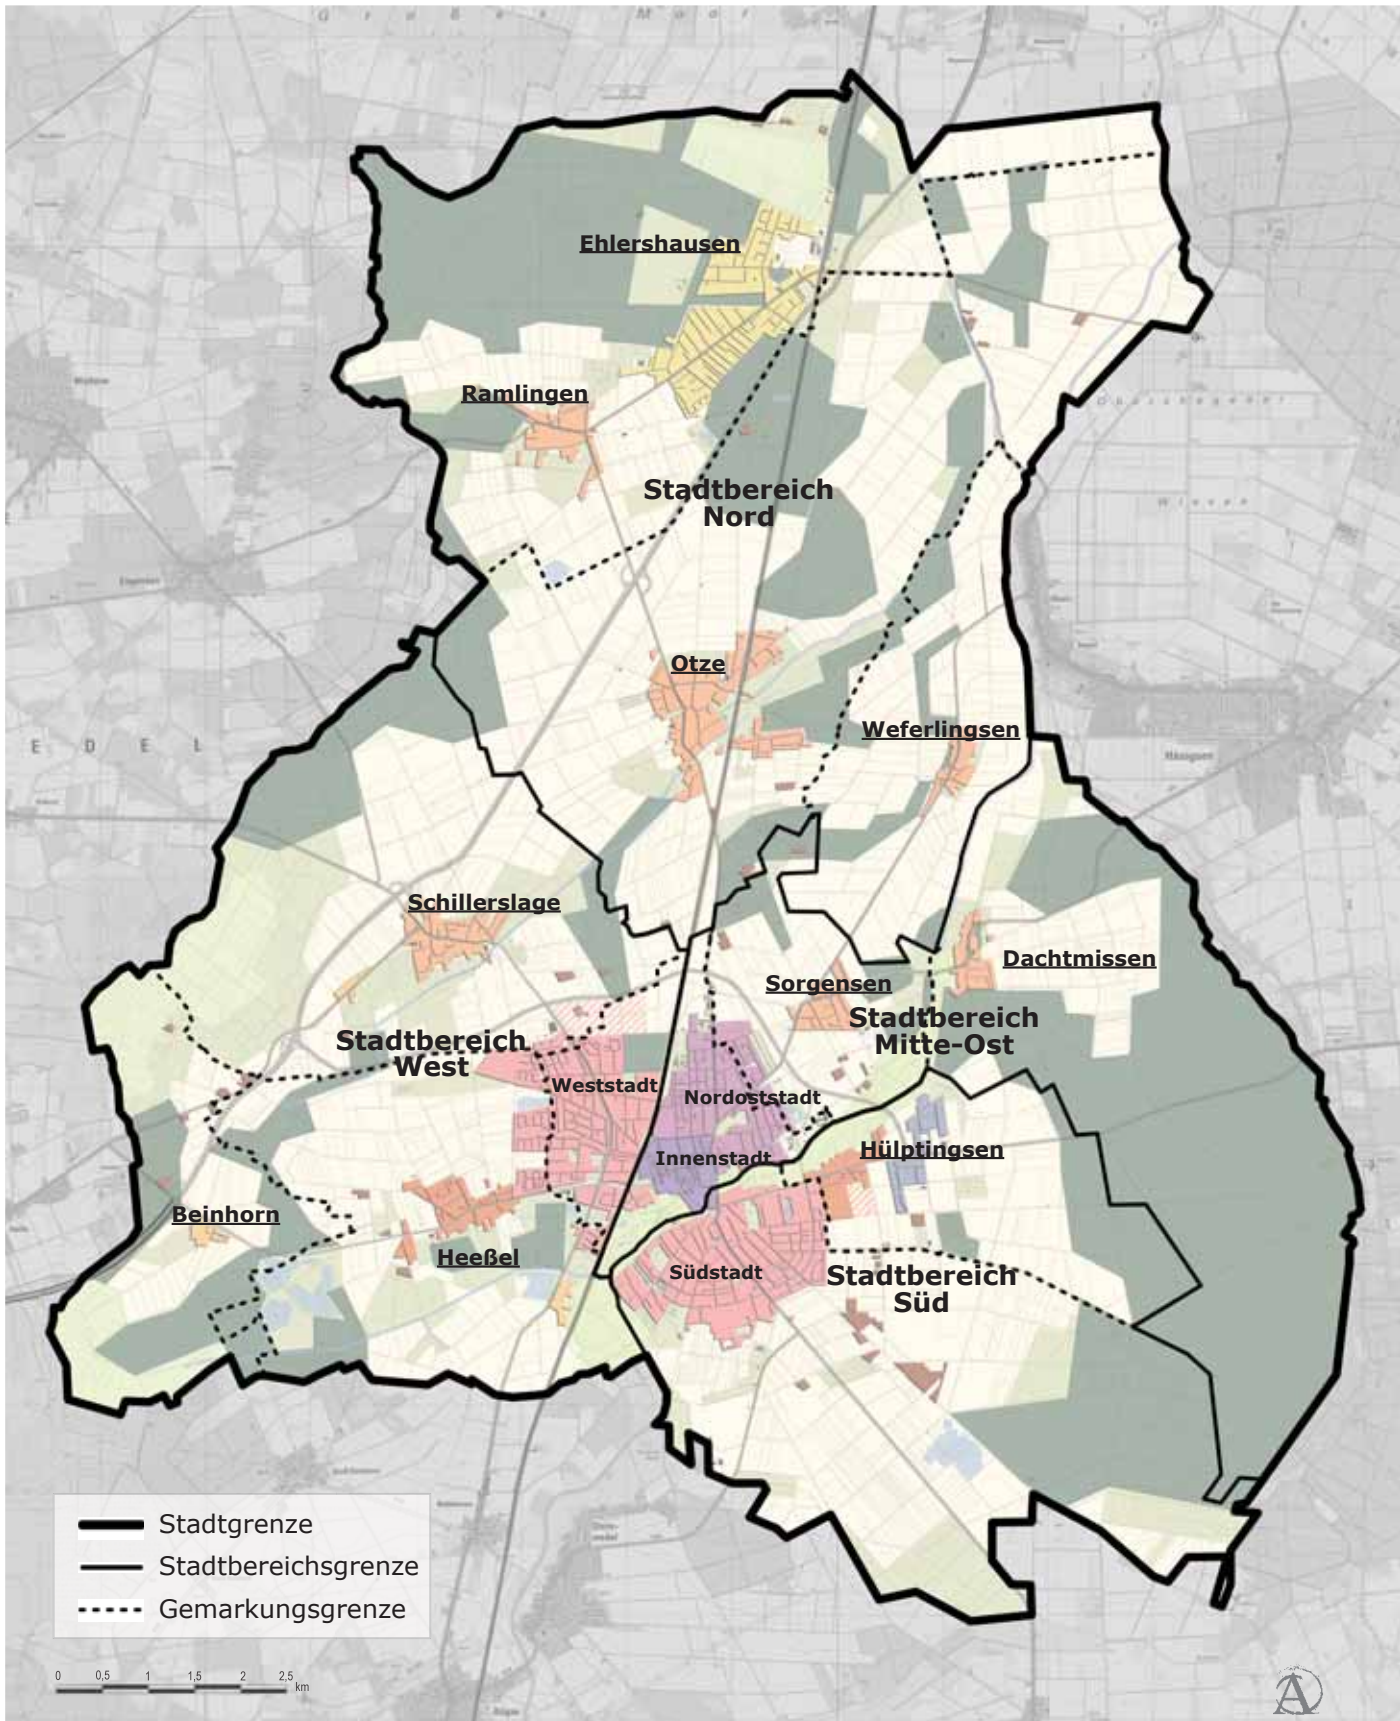 Ehlershausen
Ramlingen
Stadtbereich
Nord
Otze
Weferlingsen
Schillerslage
Dachtmissen
Sorgensen
Stadtbereich
Mitte-Ost
Stadtbereich
West
Weststadt
Nordoststadt
Innenstadt
Hülptingsen
Beinhorn
Heeßel
Südstadt
Stadtbereich
Süd
Hänigsen
E D E L
Stadtgrenze
Stadtbereichsgrenze
Gemarkungsgrenze
0 0,5 1 1,5 2 2,5
km
A